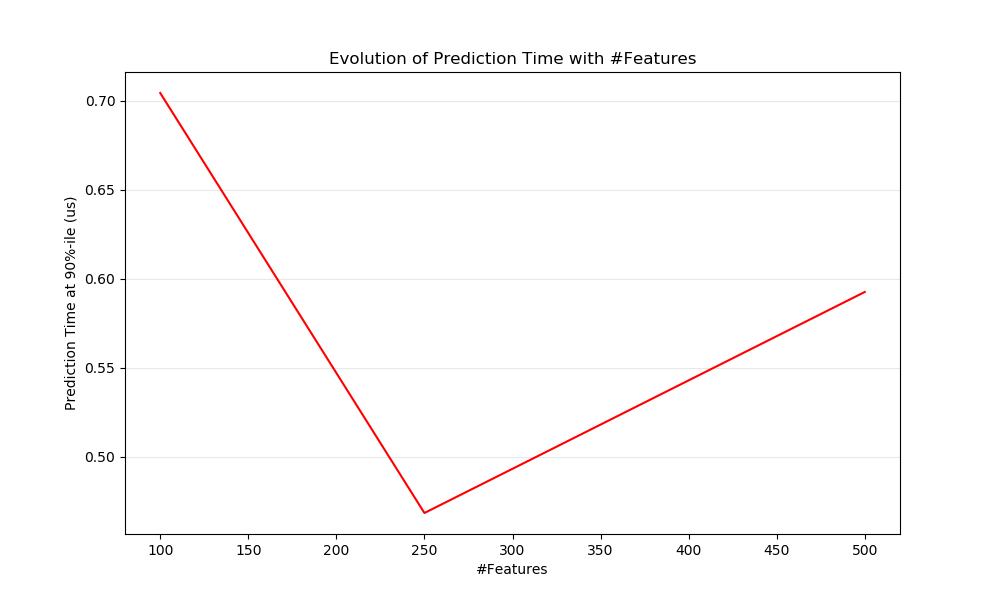 Evolution of Prediction Time with #Features
Prediction Time at 90%-ile (us)
0.70
0.65
0.60
0.55
0.50
100 150 200 250 300 350 400 450 500
#Features